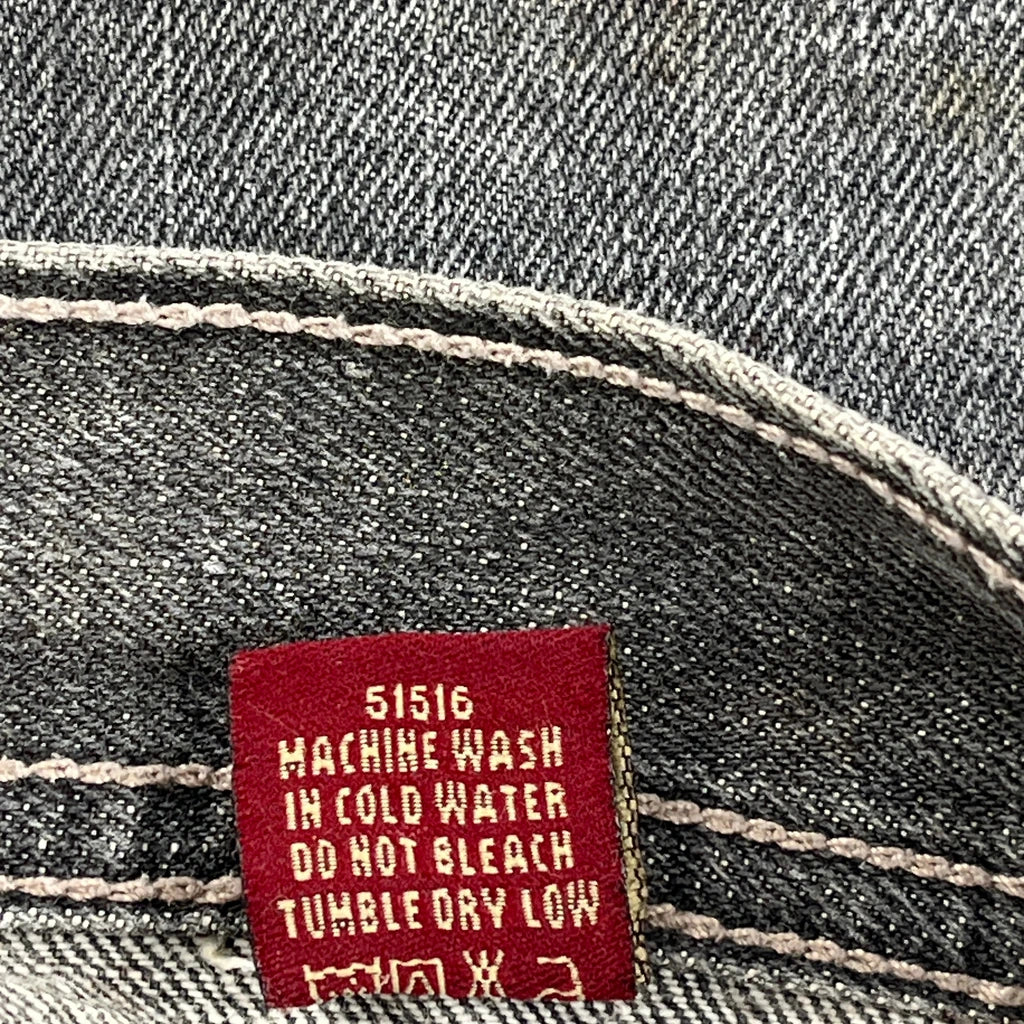 51516
MACHINE WASH
IN COLD WATER
DO NOT BLEACH
TUMBLE DRY LOW